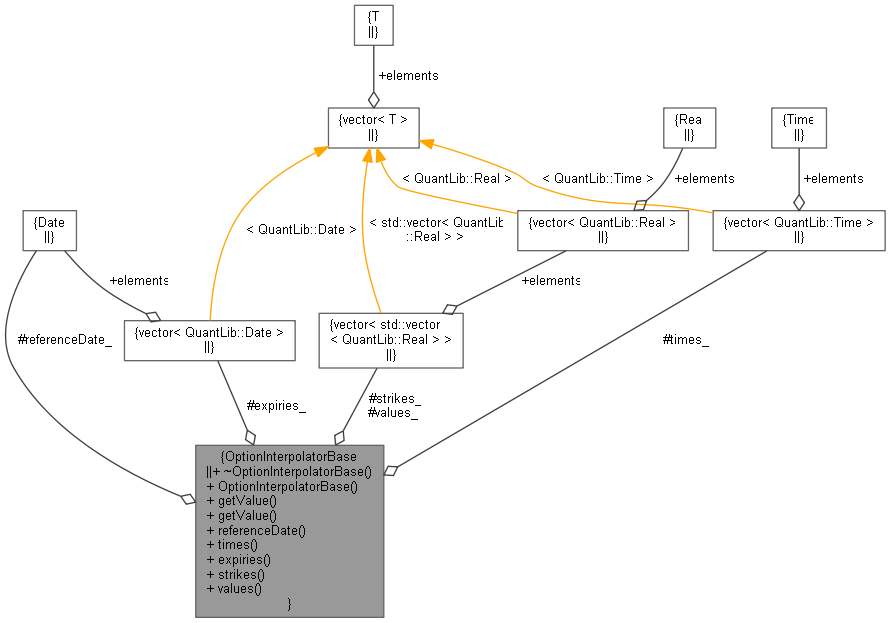 {T
||}
+elements
{vector< T >
||}
{Rea
||}
{Time
||}
< QuantLib::Real >
< QuantLib::Time >
+elements
+elements
{Date
||}
< QuantLib::Date >
< std::vector< QuantLib
::Real > >
{vector< QuantLib::Real >
||}
{vector< QuantLib::Time >
||}
+elements
+elements
{vector< QuantLib::Date >
||}
{vector< std::vector
< QuantLib::Real > >
||}
#referenceDate_
#times_
#expiries_
#strikes_
#values_
{OptionInterpolatorBase
||+ ~OptionInterpolatorBase()
+ OptionInterpolatorBase()
+ getValue()
+ getValue()
+ referenceDate()
+ times()
+ expiries()
+ strikes()
+ values()
}